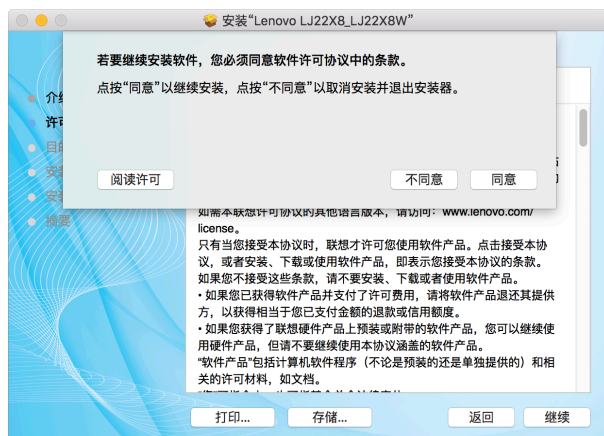 安装“Lenovo LJ22X8_LJ22X8W”
若要继续安装软件，您必须同意软件许可协议中的条款。
点按“同意”以继续安装，点按“不同意”以取消安装并退出安装器。
阅读许可
不同意
同意
摘要
如需本联想许可协议的其他语言版本，请访问：www.lenovo.com/
license。
只有当您接受本协议时，联想才许可您使用软件产品。点击接受本协
议，或者安装、下载或使用软件产品，即表示您接受本协议的条款。
如果您不接受这些条款，请不要安装、下载或者使用软件产品。
• 如果您已获得软件产品并支付了许可费用，请将软件产品退还其提供
方，以获得相当于您已支付金额的退款或信用额度。
• 如果您获得了联想硬件产品上预装或附带的软件产品，您可以继续使
用硬件产品，但请不要继续使用本协议涵盖的软件产品。
“软件产品”包括计算机软件程序（不论是预装的还是单独提供的）和相
关的许可材料，如文档。
打印...
存储...
返回
继续